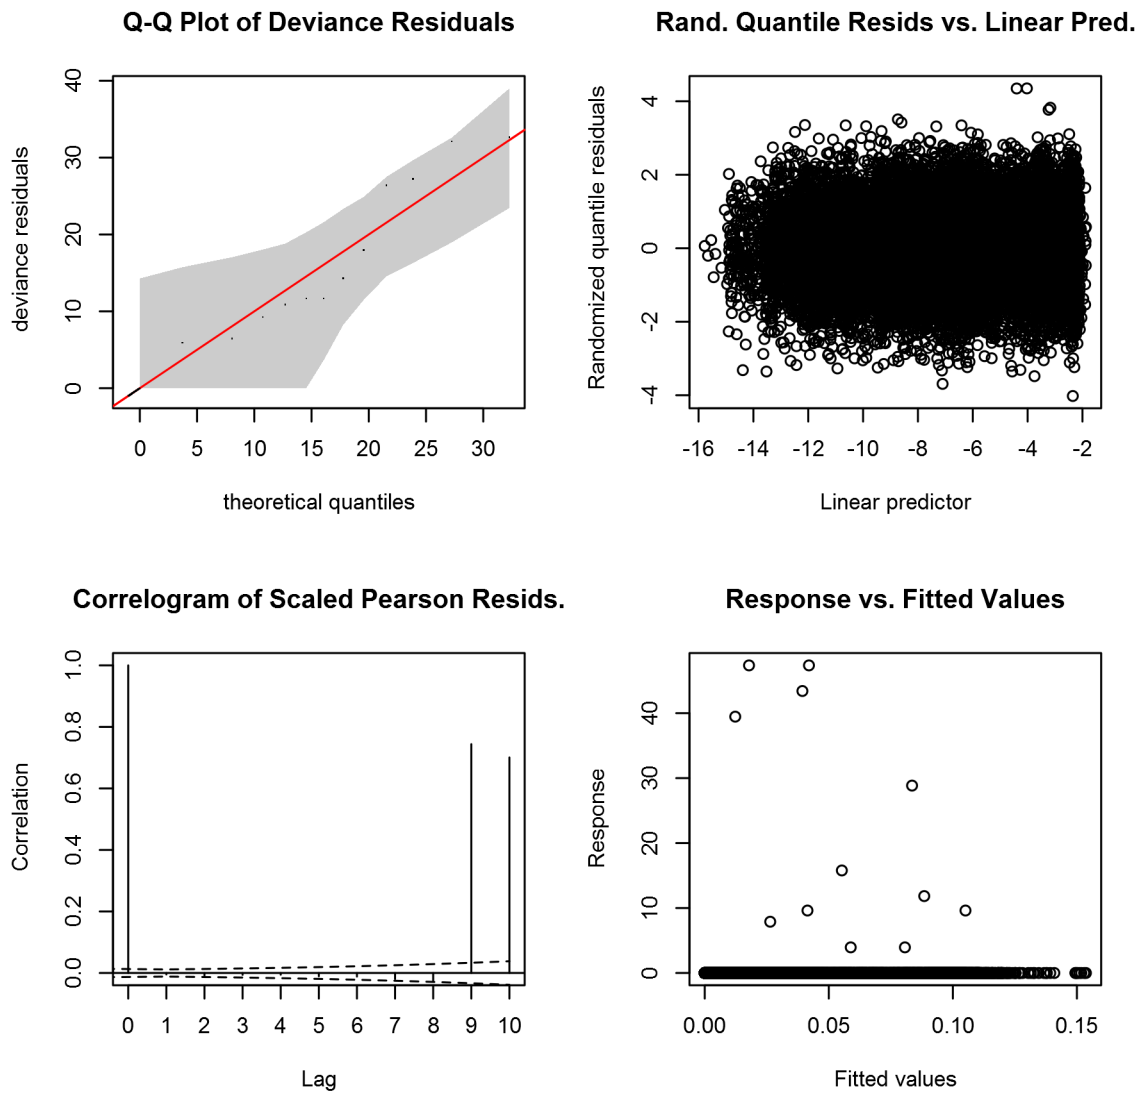 Q-Q Plot of Deviance Residuals
deviance residuals
40
30
20
10
0
0 5 10 15 20 25 30
theoretical quantiles
Rand. Quantile Resids vs. Linear Pred.
Randomized quantile residuals
4
2
0
-2
-4
-16 -14 -12 -10 -8 -6 -4 -2
Linear predictor
Correlogram of Scaled Pearson Resids.
Correlation
1.0
0.8
0.6
0.4
0.2
0.0
0 1 2 3 4 5 6 7 8 9 10
Lag
Response vs. Fitted Values
Response
40
30
20
10
0
0.00 0.05 0.10 0.15
Fitted values